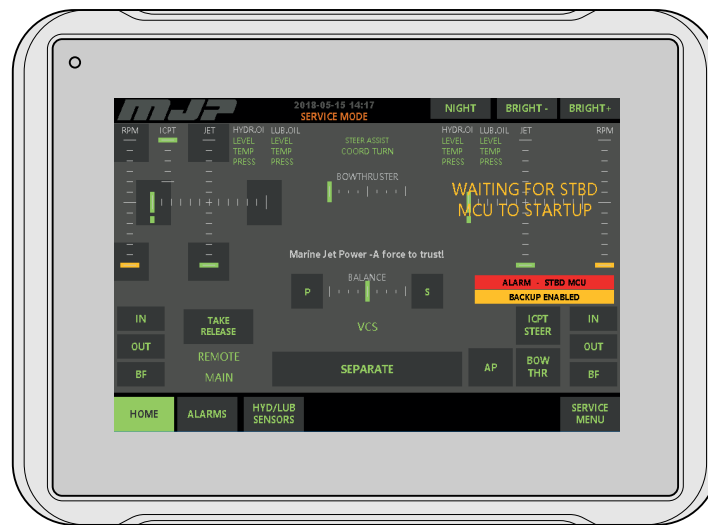 MJP
2018-05-15 14:17
SERVICE MODE
NIGHT
BRIGHT -
BRIGHT+
RPM
ICPT
JET
HYDR.OI
LEVEL
TEMP
PRESS
LUB.OIL
LEVEL
TEMP
PRESS
STEER ASSIST
COORD TURN
HYDR.OI
LEVEL
TEMP
PRESS
LUB.OIL
LEVEL
TEMP
PRESS
JET
RPM
BOWTHRUSTER
!
WAITING FOR STBD
MCU TO STARTUP
Marine Jet Power -A force to trust!
BALANCE
P
S
ALARM - STBD MCU
BACKUP ENABLED
IN
OUT
BF
TAKE
RELEASE
REMOTE
MAIN
VCS
SEPARATE
AP
ICPT
STEER
BOW
THR
IN
OUT
BF
HOME
ALARMS
HYD/LUB
SENSORS
SERVICE
MENU